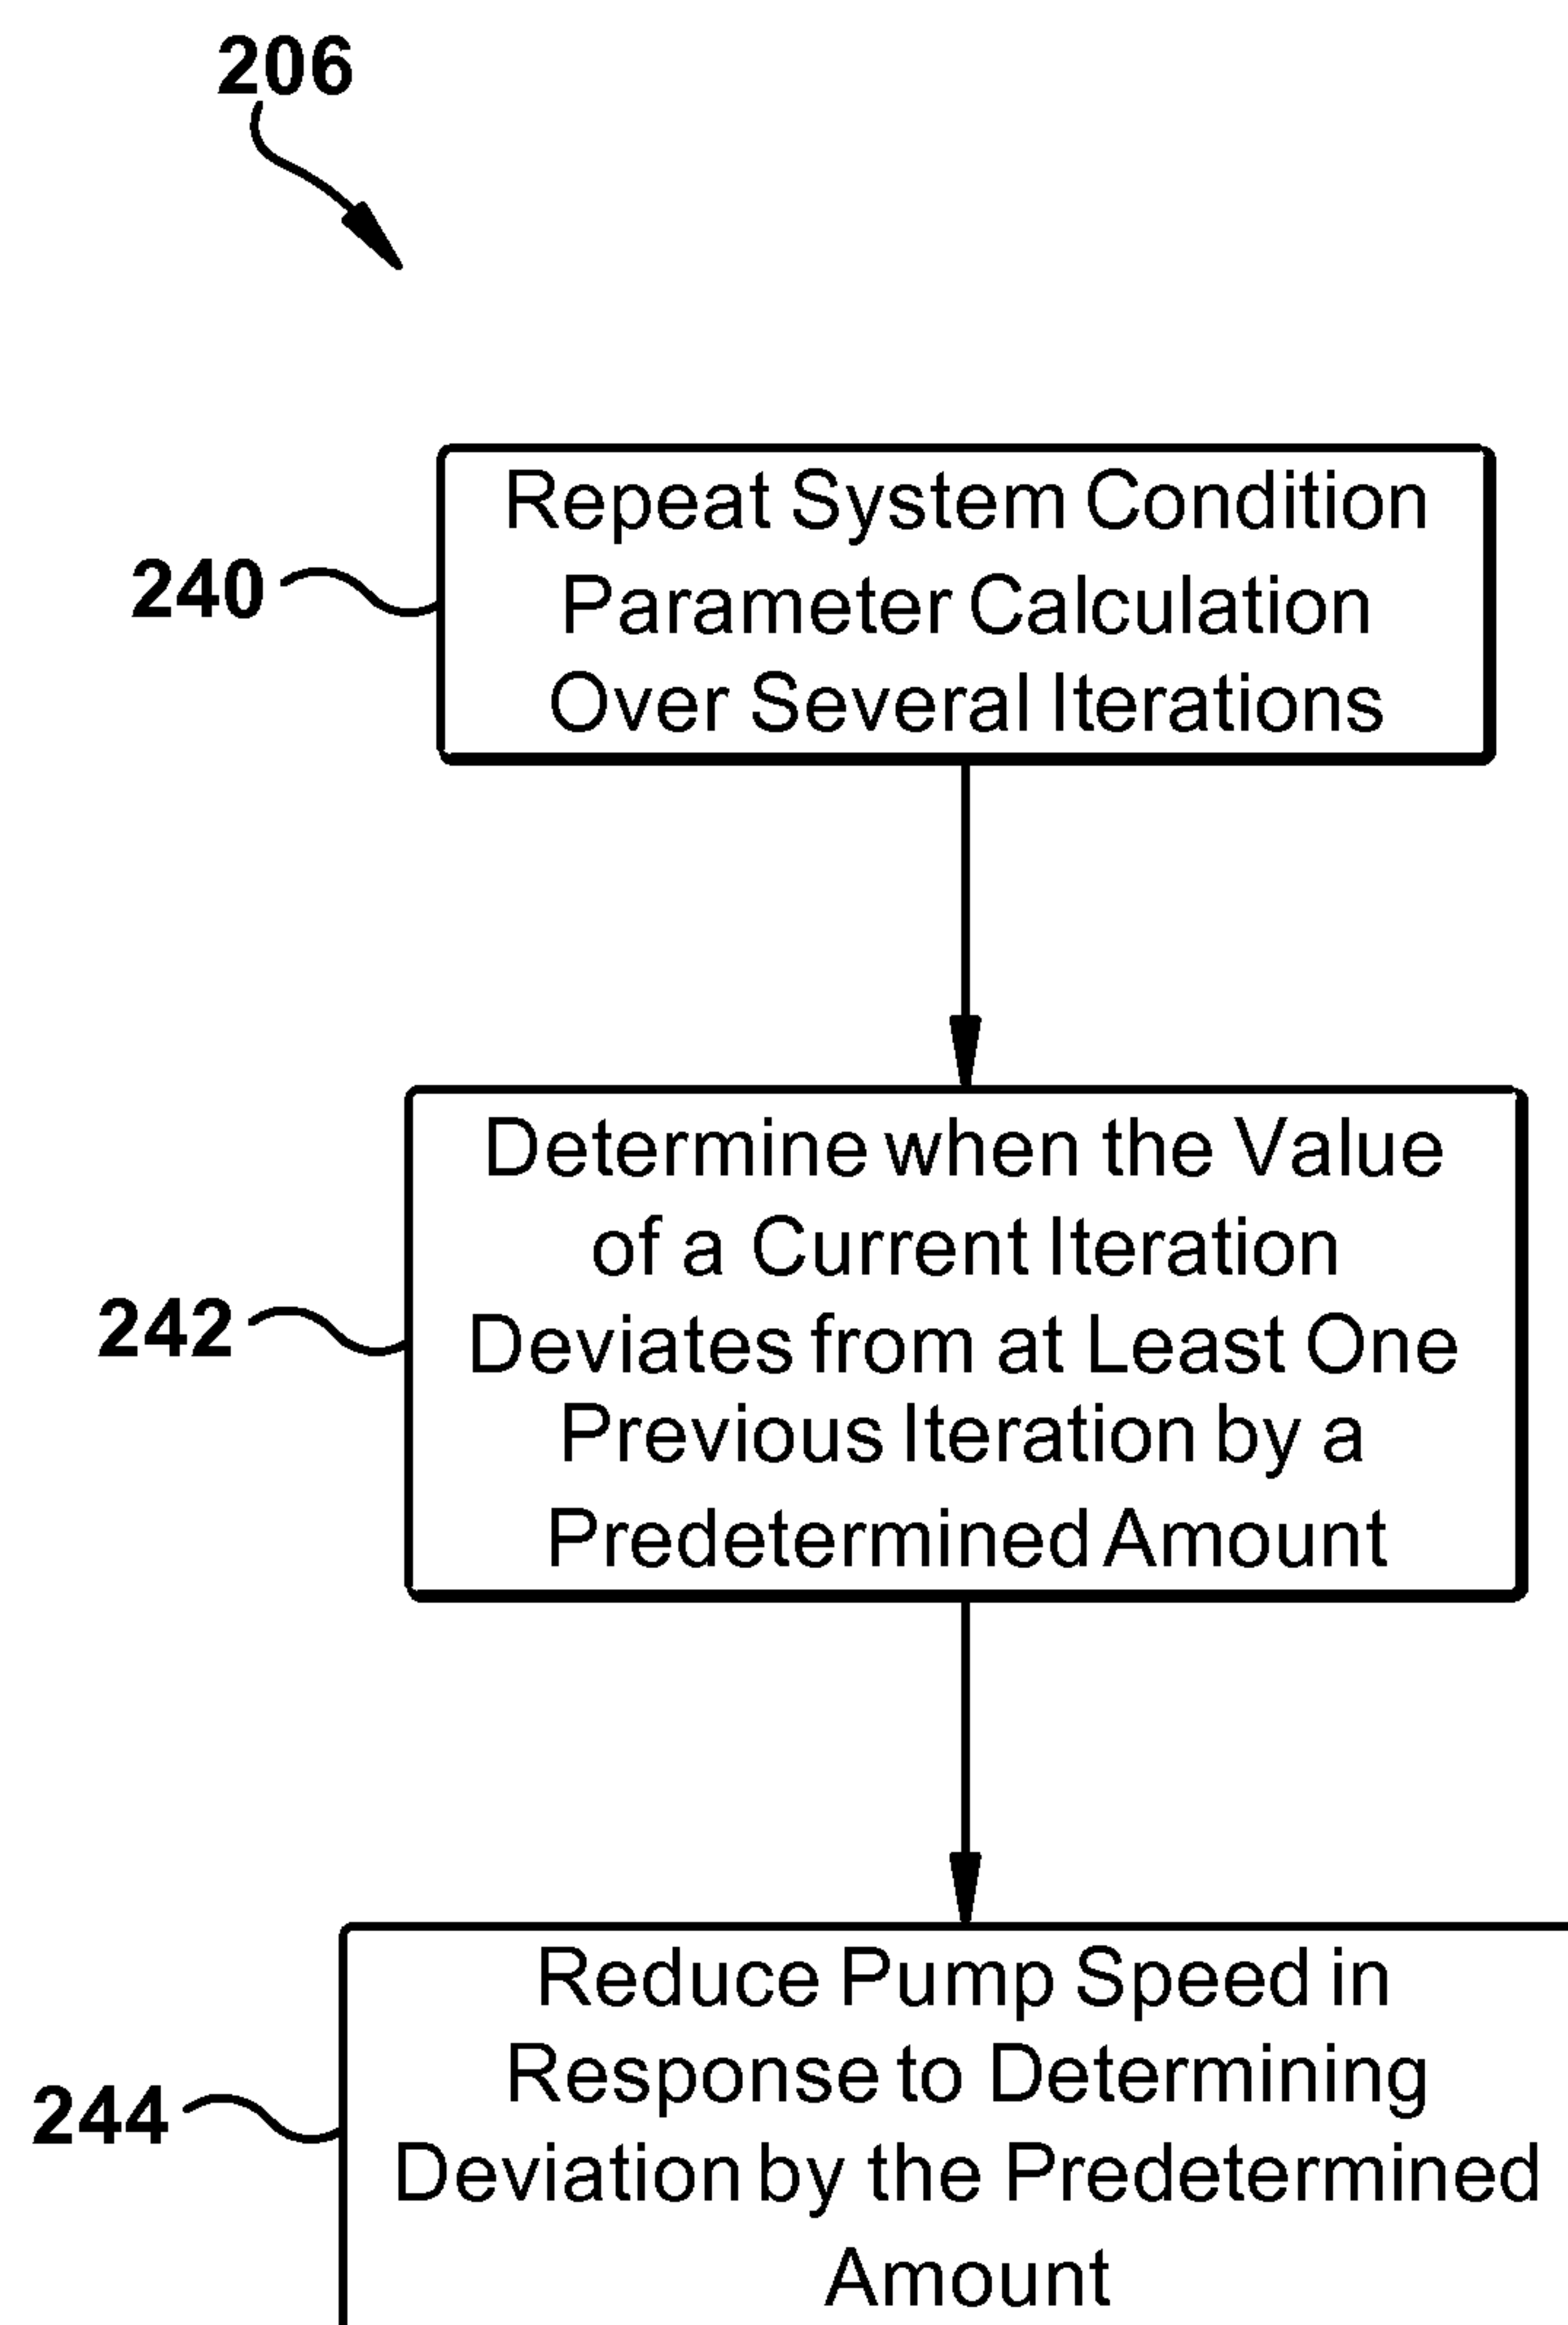 206
240
Repeat System Condition
Parameter Calculation
Over Several Iterations
242
Determine when the Value
of a Current Iteration
Deviates from at Least One
Previous Iteration by a
Predetermined Amount
244
Reduce Pump Speed in
Response to Determining
Deviation by the Predetermined
Amount